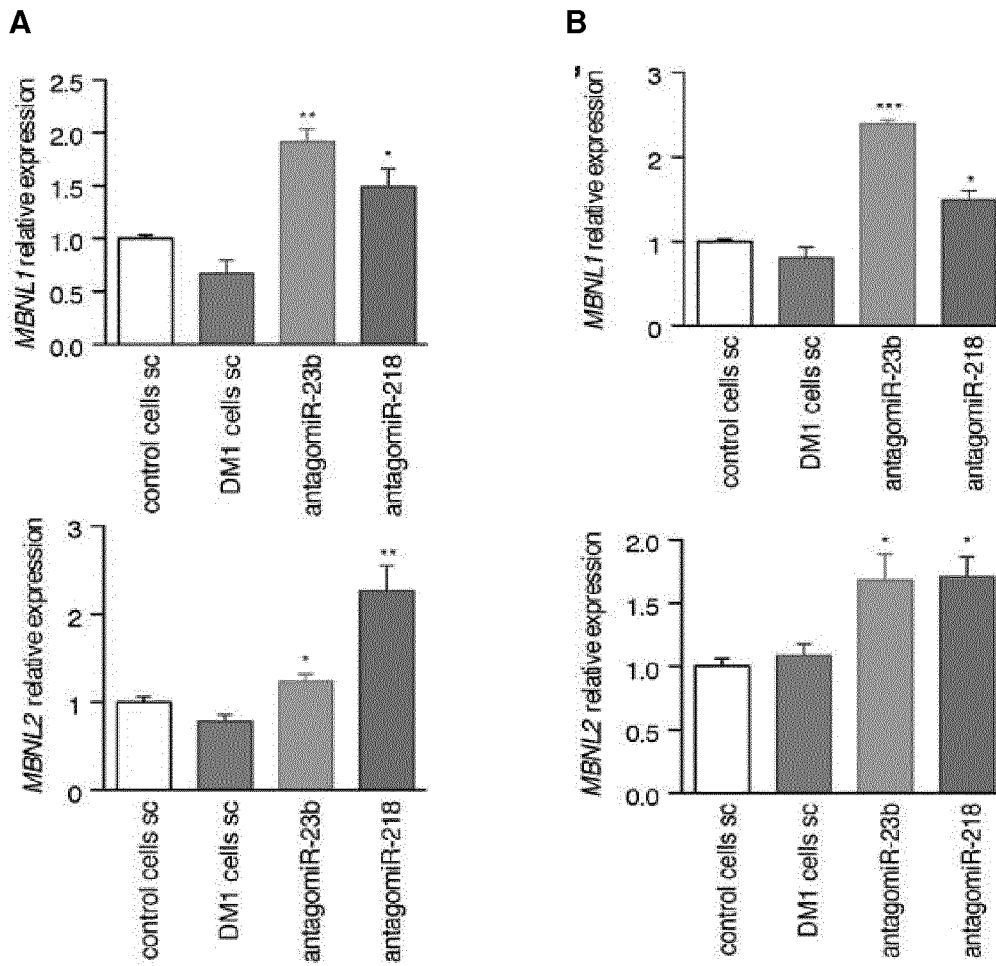 A
MBNL1 relative expression
2.5
2.0
1.5
1.0
0.5
0.0
**
*
control cells sc
DM1 cells sc
antagomiR-23b
antagomiR-218
MBNL2 relative expression
3
2
1
0
*
**
control cells sc
DM1 cells sc
antagomiR-23b
antagomiR-218
B
MBNL1 relative expression
3
2
1
0
***
*
control cells sc
DM1 cells sc
antagomiR-23b
antagomiR-218
MBNL2 relative expression
2.0
1.5
1.0
0.5
0.0
*
*
control cells sc
DM1 cells sc
antagomiR-23b
antagomiR-218